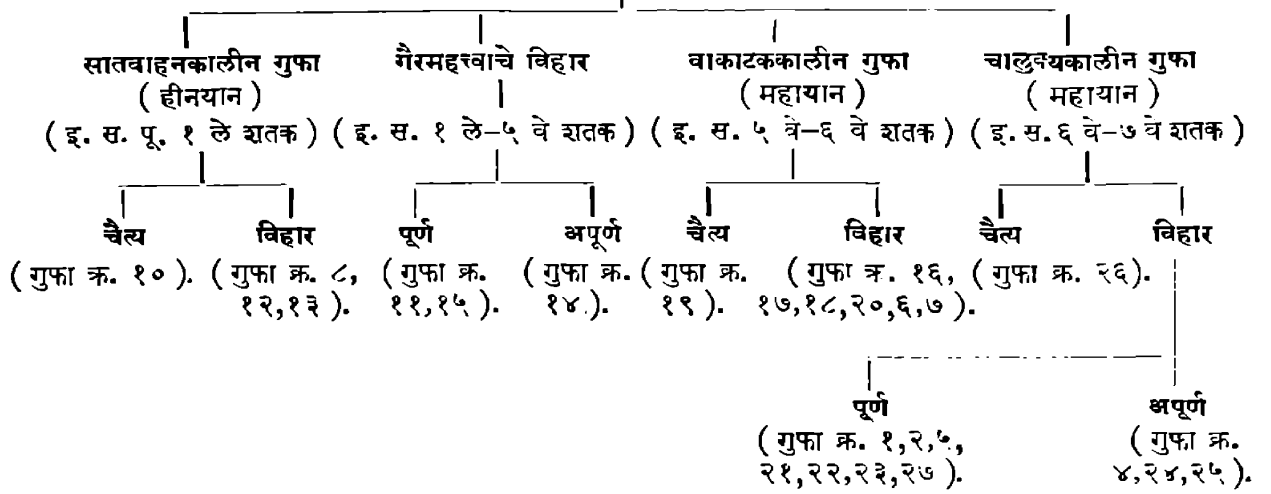 सातवाहनकालीन गुफा गैरमहत्त्वाचे विहार वाकाटककालीन गुफा चालुक्यकालीन गुफा
( हीनयान ) ( महायान ) ( महायान )
( इ. स. पू. १ ले शतक ) ( इ. स. १ ले–५ वे शतक ) ( इ. स. ५ वे–६ वे शतक ) ( इ. स. ६ वे–७ वे शतक )
चैत्य विहार पूर्ण अपूर्ण चैत्य विहार चैत्य विहार
( गुफा क्र. १० ). ( गुफा क्र. ८, ( गुफा क्र. ( गुफा क्र. ( गुफा क्र. ( गुफा क्र. १६, ( गुफा क्र. २६).
१२,१३ ). ११,१५ ). १४ ). १९ ). १७,१८,२०,६,७ ).
पूर्ण अपूर्ण
( गुफा क्र. १,२,५, ( गुफा क्र.
२१,२२,२३,२७ ). ४,२४,२५ ).